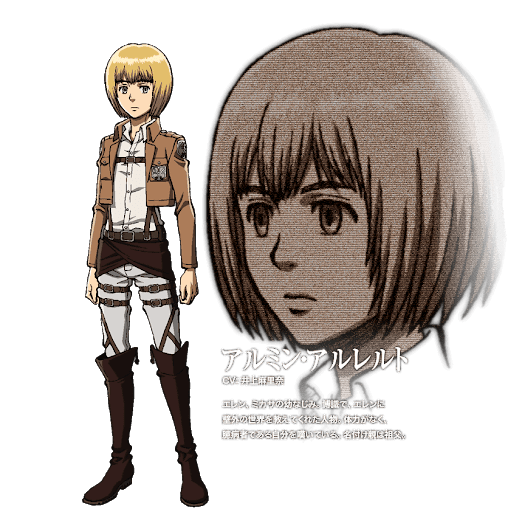 アルミン・アルレルト
CV: 井上麻里奈
エレン、ミカサの幼なじみ。博識で、エレンに
壁外の世界を教えてくれた人物。体力がなく、
臆病者である自分を嘆いている。名付け親は祖父。